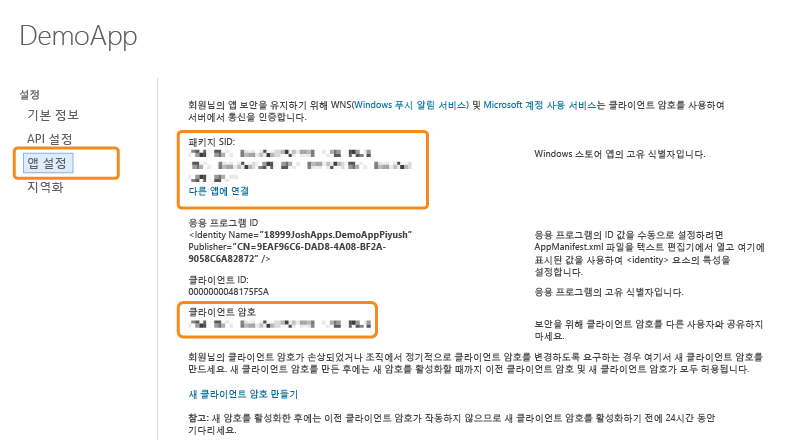 DemoApp
설정
기본 정보
API 설정
앱 설정
지역화
회원님의 앱 보안을 유지하기 위해 WNS(Windows 푸시 알림 서비스) 및 Microsoft 계정 사용 서비스는 클라이언트 암호를 사용하여
서버에서 통신을 인증합니다.
패키지 SID:
다른 앱에 연결
Windows 스토어 앱의 고유 식별자입니다.
응용 프로그램 ID
<Identity Name="18999JoshApps.DemoAppPiyush"
Publisher="CN=9EAF96C6-DAD8-4A08-BF2A-
9058C6A82872" />
응용 프로그램의 ID 값을 수동으로 설정하려면
AppManifest.xml 파일을 텍스트 편집기에서 열고 여기에
표시된 값을 사용하여 <identity> 요소의 특성을
설정합니다.
클라이언트 ID:
0000000048175FSA
응용 프로그램의 고유 식별자입니다.
클라이언트 암호
보안을 위해 클라이언트 암호를 다른 사용자와 공유하지
마세요.
회원님의 클라이언트 암호가 손상되었거나 조직에서 정기적으로 클라이언트 암호를 변경하도록 요구하는 경우 여기서 새 클라이언트 암호를
만드세요. 새 클라이언트 암호를 만든 후에는 새 암호를 활성화할 때까지 이전 클라이언트 암호 및 새 클라이언트 암호가 모두 허용됩니다.
새 클라이언트 암호 만들기
참고: 새 암호를 활성화한 후에는 이전 클라이언트 암호가 작동하지 않으므로 새 클라이언트 암호를 활성화하기 전에 24시간 동안
기다리세요.